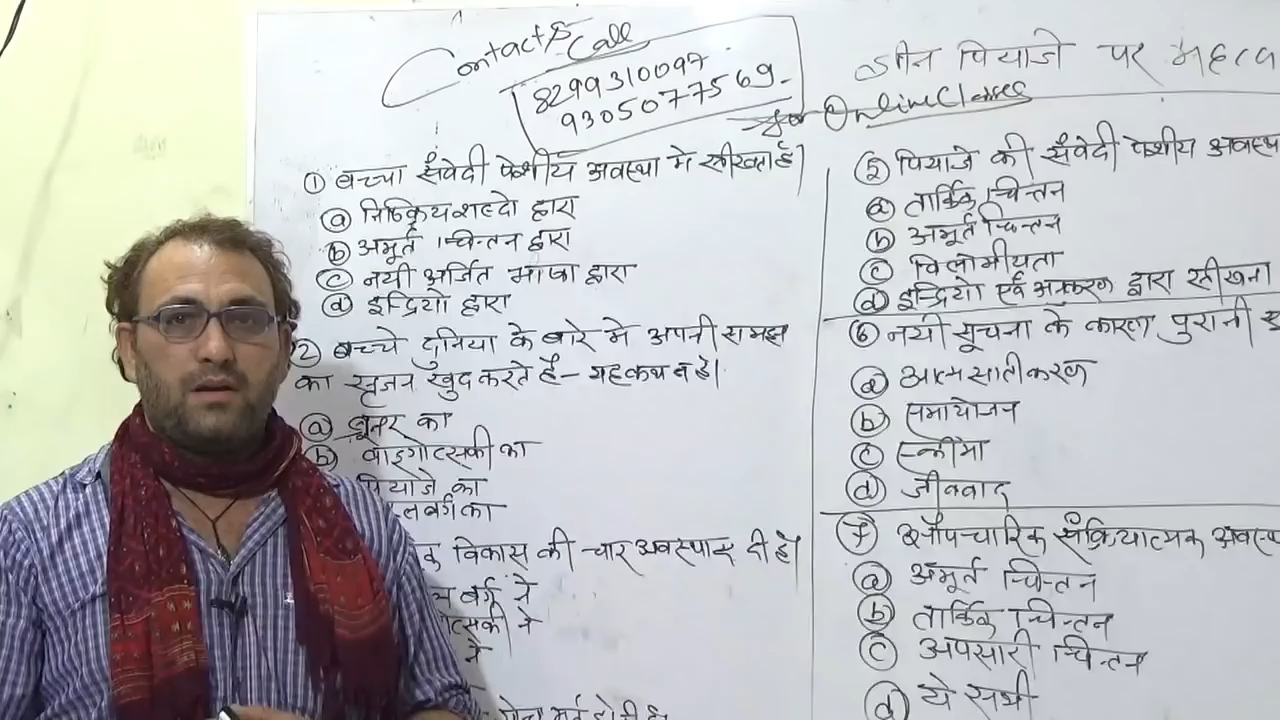 Contact & Call
8299310097
9305077569
for Online Classes
जीन पियाजे पर
① बच्चा संवेदी पेशीय अवस्था मे सीखता है।
ⓐ निष्क्रिय शब्दो द्वारा
ⓑ अमूर्त चिन्तन द्वारा
ⓒ नयी अर्जित भाषा द्वारा
ⓓ इन्द्रियो द्वारा
② बच्चे दुनिया के बारे मे अपनी समझ
का सृजन खुद करते है- यह कथन है।
ⓐ ब्रूनर का
ⓑ वाइगोत्सकी का
पियाजे का
विकास की चार अवस्थाए दी है।
ने
⑤ पियाजे की संवेदी पेशीय
ⓐ तार्किक चिन्तन
ⓑ अमूर्त चिन्तन
ⓒ विलोमीयता
ⓓ इन्द्रियो एवं अनुकरण द्वारा सीखना
⑥ नयी सूचना के कारण पुरानी
ⓐ आत्मसातीकरण
ⓑ समायोजन
ⓒ स्कीमा
ⓓ जीववाद
⑦ औपचारिक संक्रियात्मक
ⓐ अमूर्त चिन्तन
ⓑ तार्किक चिन्तन
ⓒ अपसारी चिन्तन
ⓓ ये सभी